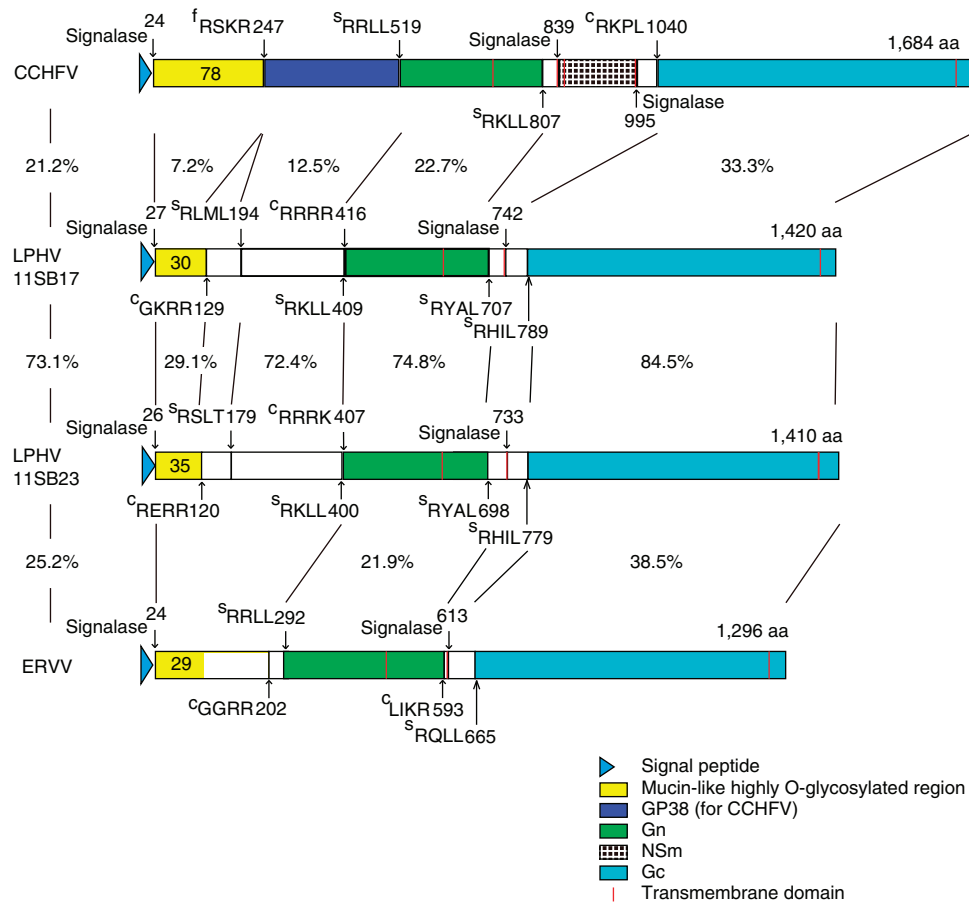 24
fRSKR247
sRRLL519
Signalase
839
cRKPL1040
Signalase
1,684 aa
CCHFV
78
Signalase
sRKLL807
995
21.2%
7.2%
12.5%
22.7%
33.3%
27
sRLML194
cRRRR416
Signalase
742
Signalase
1,420 aa
LPHV
11SB17
30
cGKRR129
sRKLL409
sRYAL707
sRHIL789
73.1%
29.1%
72.4%
74.8%
84.5%
26
sRSLT179
cRRRK407
733
Signalase
Signalase
1,410 aa
LPHV
11SB23
35
cRERR120
sRKLL400
sRYAL698
sRHIL779
25.2%
21.9%
38.5%
24
sRRLL292
613
Signalase
Signalase
1,296 aa
ERVV
29
cGGRR202
cLIKR593
sRQLL665
Signal peptide
Mucin-like highly O-glycosylated region
GP38 (for CCHFV)
Gn
NSm
Gc
Transmembrane domain